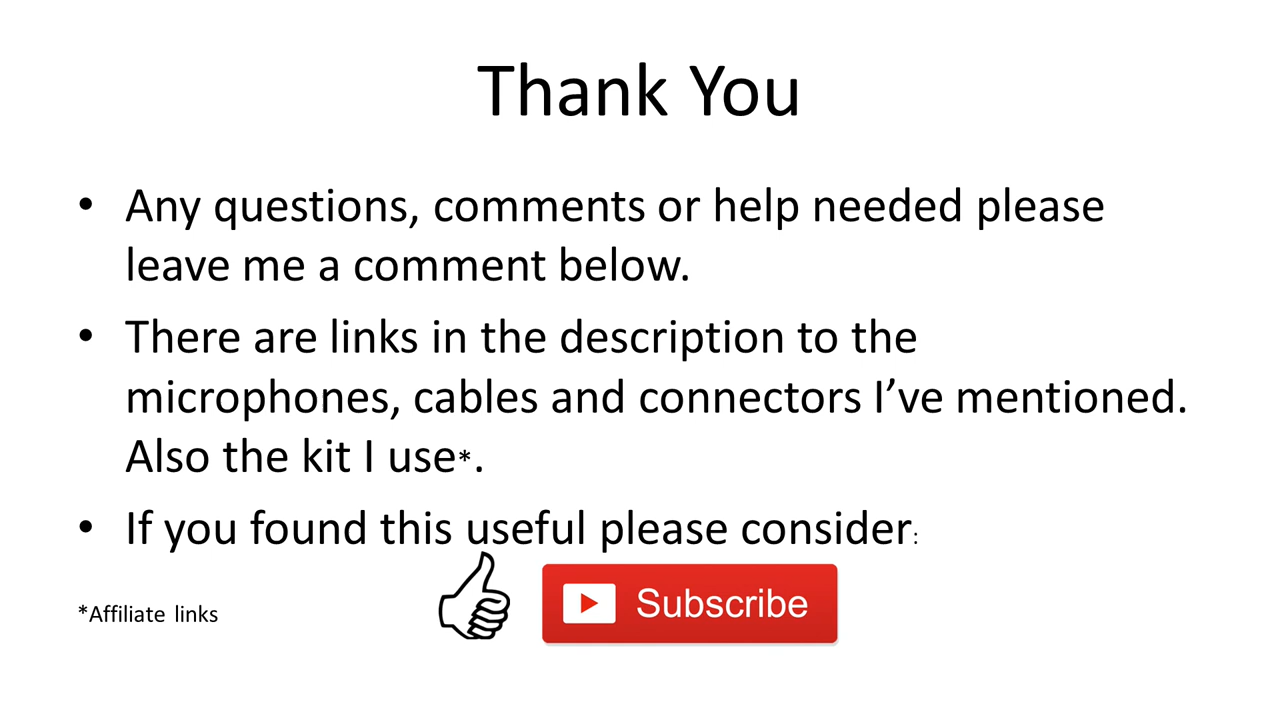 Thank You
• Any questions, comments or help needed please
leave me a comment below.
• There are links in the description to the
microphones, cables and connectors I’ve mentioned.
Also the kit I use*.
• If you found this useful please consider:
*Affiliate links
Subscribe